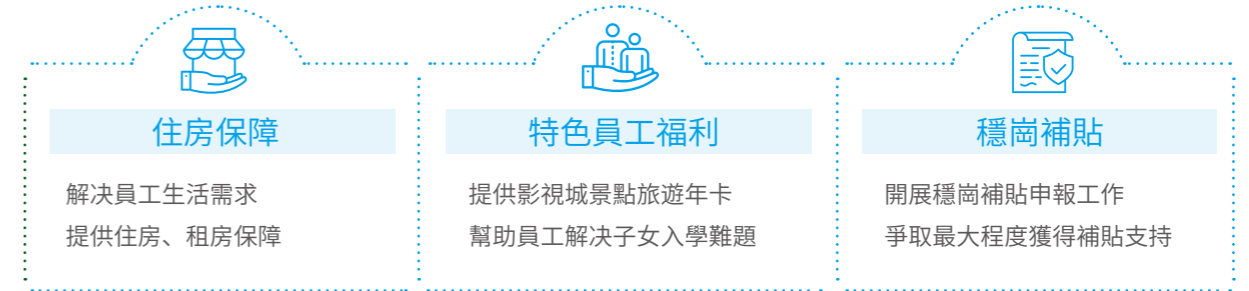 住房保障
解决員工生活需求
提供住房、租房保障
特色員工福利
提供影視城景點旅遊年卡
幫助員工解決子女入學難題
穩崗補貼
開展穩崗補貼申報工作
爭取最大程度獲得補貼支持